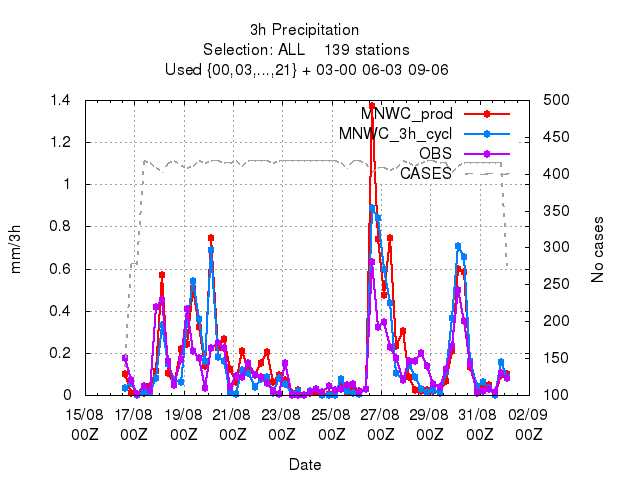 3h Precipitation
Selection: ALL    139 stations
Used {00,03,...,21} + 03-00 06-03 09-06
MNWC_prod
MNWC_3h_cycl
OBS
CASES
1.4
1.2
1
0.8
0.6
0.4
0.2
0
mm/3h
500
450
400
350
300
250
200
150
100
No cases
15/08 17/08 19/08 21/08 23/08 25/08 27/08 29/08 31/08 02/09
00Z 00Z 00Z 00Z 00Z 00Z 00Z 00Z 00Z 00Z
Date